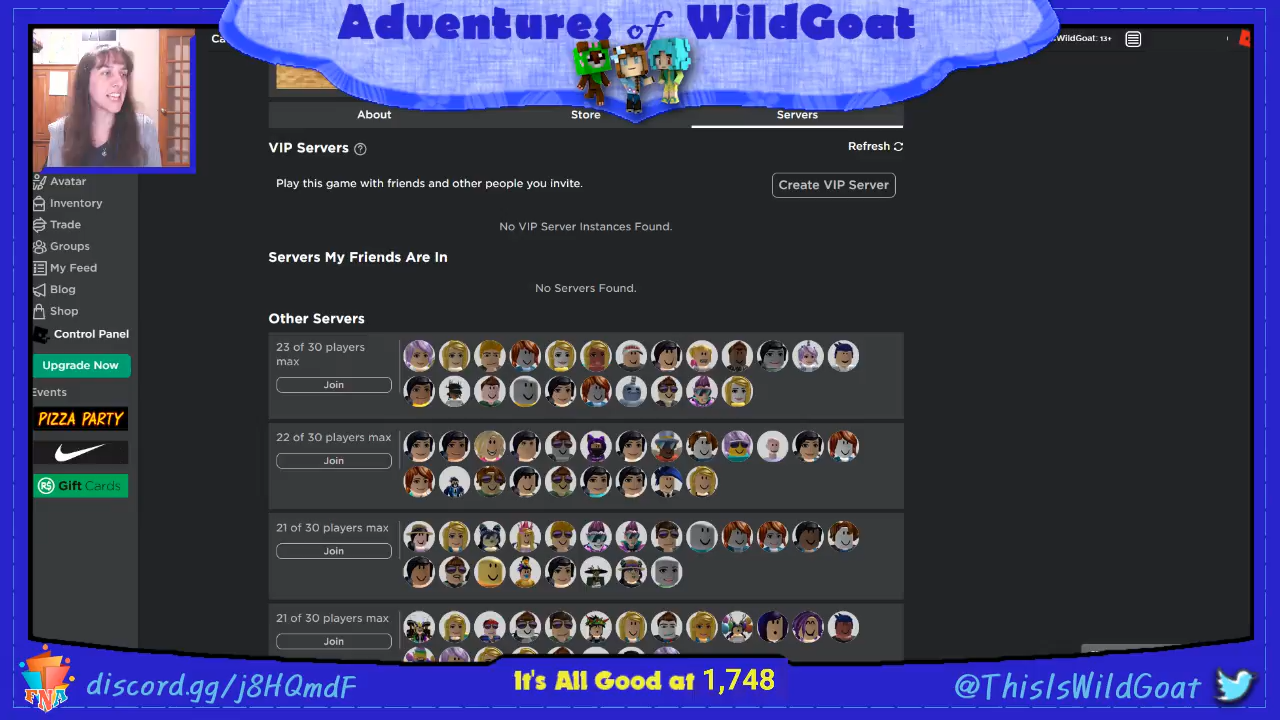 Adventures of WildGoat
Ca
WildGoat: 13+
About
Store
Servers
VIP Servers
Refresh
Play this game with friends and other people you invite.
Create VIP Server
No VIP Server Instances Found.
Servers My Friends Are In
No Servers Found.
Other Servers
23 of 30 players max
Join
22 of 30 players max
Join
21 of 30 players max
Join
21 of 30 players max
Join
Avatar
Inventory
Trade
Groups
My Feed
Blog
Shop
Control Panel
Upgrade Now
Events
PIZZA PARTY
R$ Gift Cards
FNA
discord.gg/j8HQmdF
It's All Good at 1,748
@ThisIsWildGoat